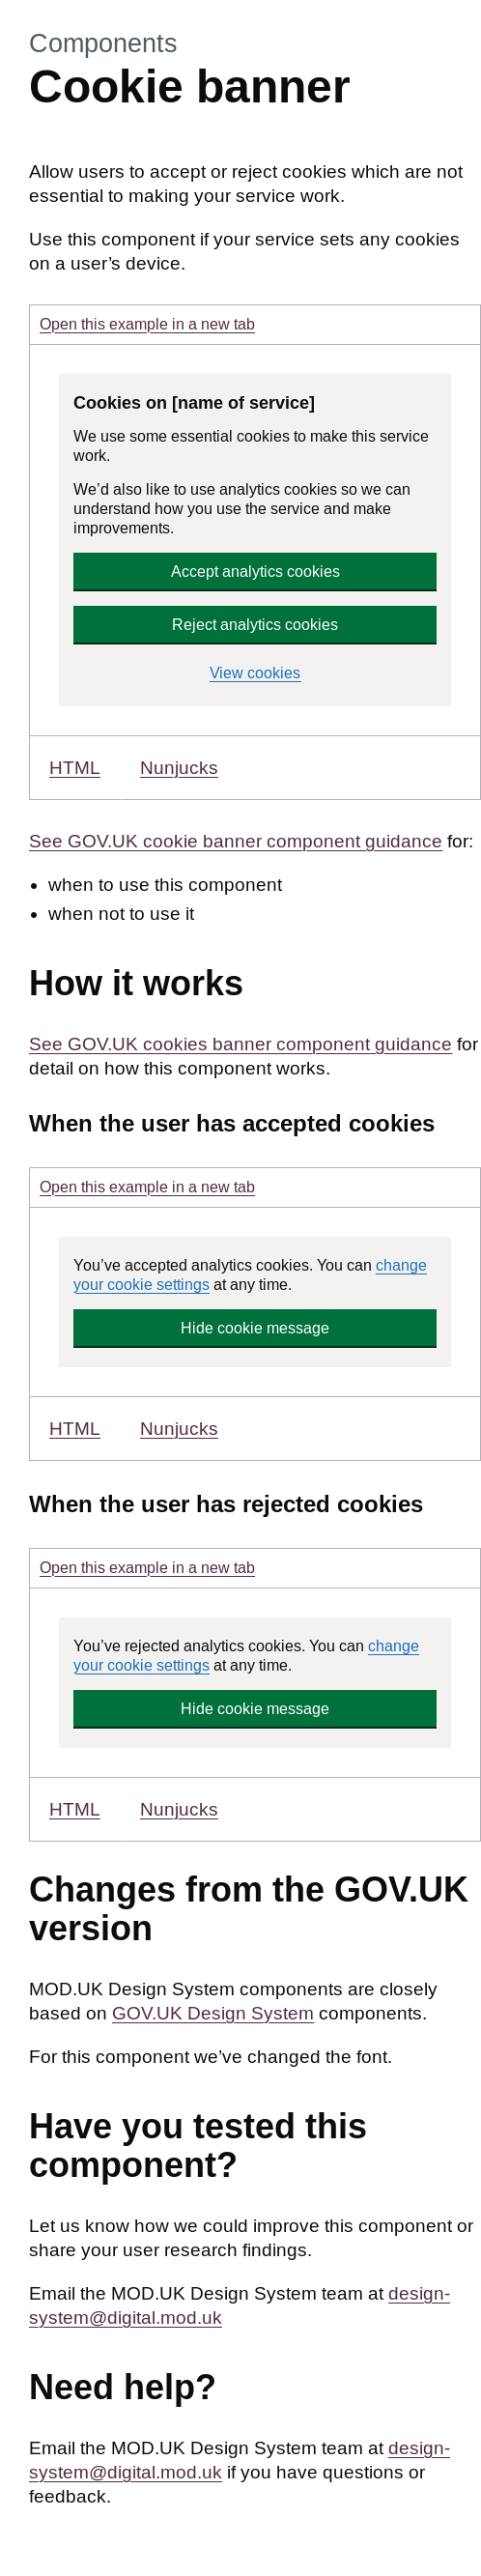 Components
Cookie banner
Allow users to accept or reject cookies which are not
essential to making your service work.
Use this component if your service sets any cookies
on a user’s device.
Open this example in a new tab
Cookies on [name of service]
We use some essential cookies to make this service
work.
We’d also like to use analytics cookies so we can
understand how you use the service and make
improvements.
Accept analytics cookies
Reject analytics cookies
View cookies
HTML Nunjucks
See GOV.UK cookie banner component guidance for:
• when to use this component
• when not to use it
How it works
See GOV.UK cookies banner component guidance for
detail on how this component works.
When the user has accepted cookies
Open this example in a new tab
You’ve accepted analytics cookies. You can change
your cookie settings at any time.
Hide cookie message
HTML Nunjucks
When the user has rejected cookies
Open this example in a new tab
You’ve rejected analytics cookies. You can change
your cookie settings at any time.
Hide cookie message
HTML Nunjucks
Changes from the GOV.UK
version
MOD.UK Design System components are closely
based on GOV.UK Design System components.
For this component we’ve changed the font.
Have you tested this
component?
Let us know how we could improve this component or
share your user research findings.
Email the MOD.UK Design System team at design-
system@digital.mod.uk
Need help?
Email the MOD.UK Design System team at design-
system@digital.mod.uk if you have questions or
feedback.